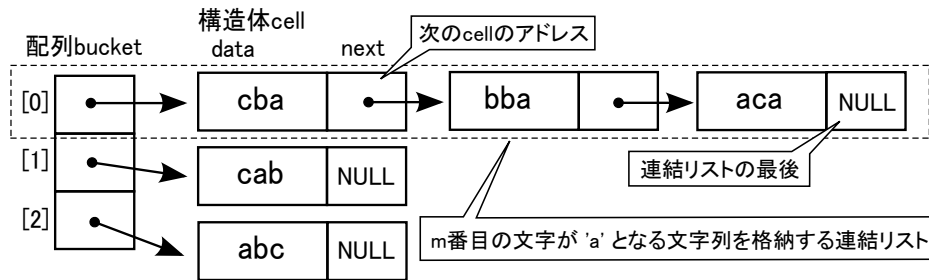 構造体cell
配列bucket
data
next
次のcellのアドレス
[0]
cba
bba
aca
NULL
[1]
cab
NULL
連結リストの最後
[2]
abc
NULL
m番目の文字が 'a' となる文字列を格納する連結リスト